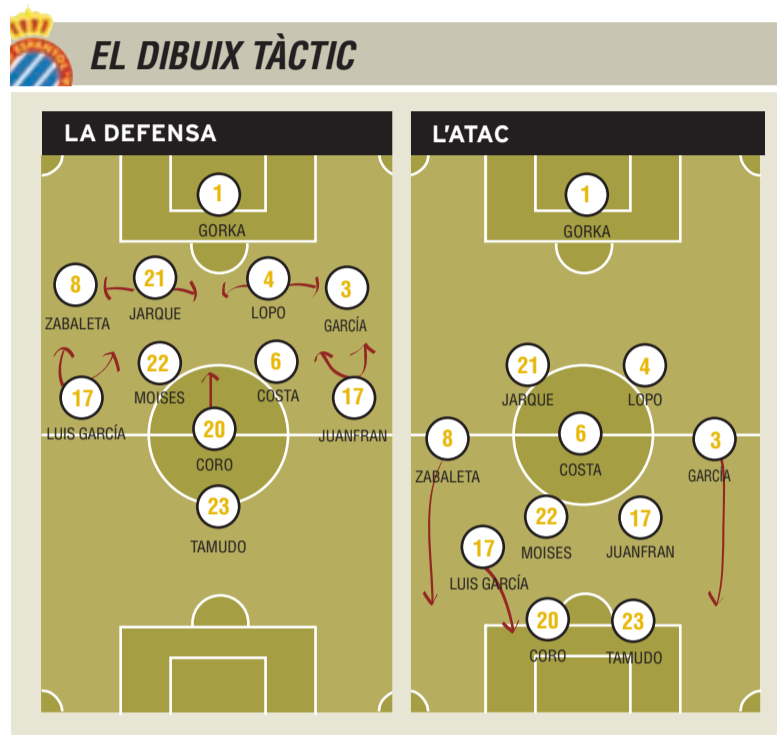 ESPANYOL
EL DIBUIX TÀCTIC
LA DEFENSA
1
GORKA
8
ZABALETA
21
JARQUE
4
LOPO
3
GARCÍA
17
LUIS GARCÍA
22
MOISES
6
COSTA
17
JUANFRAN
20
CORO
23
TAMUDO
L'ATAC
1
GORKA
21
JARQUE
4
LOPO
8
ZABALETA
6
COSTA
3
GARCÍA
22
MOISES
17
JUANFRAN
17
LUIS GARCÍA
20
CORO
23
TAMUDO